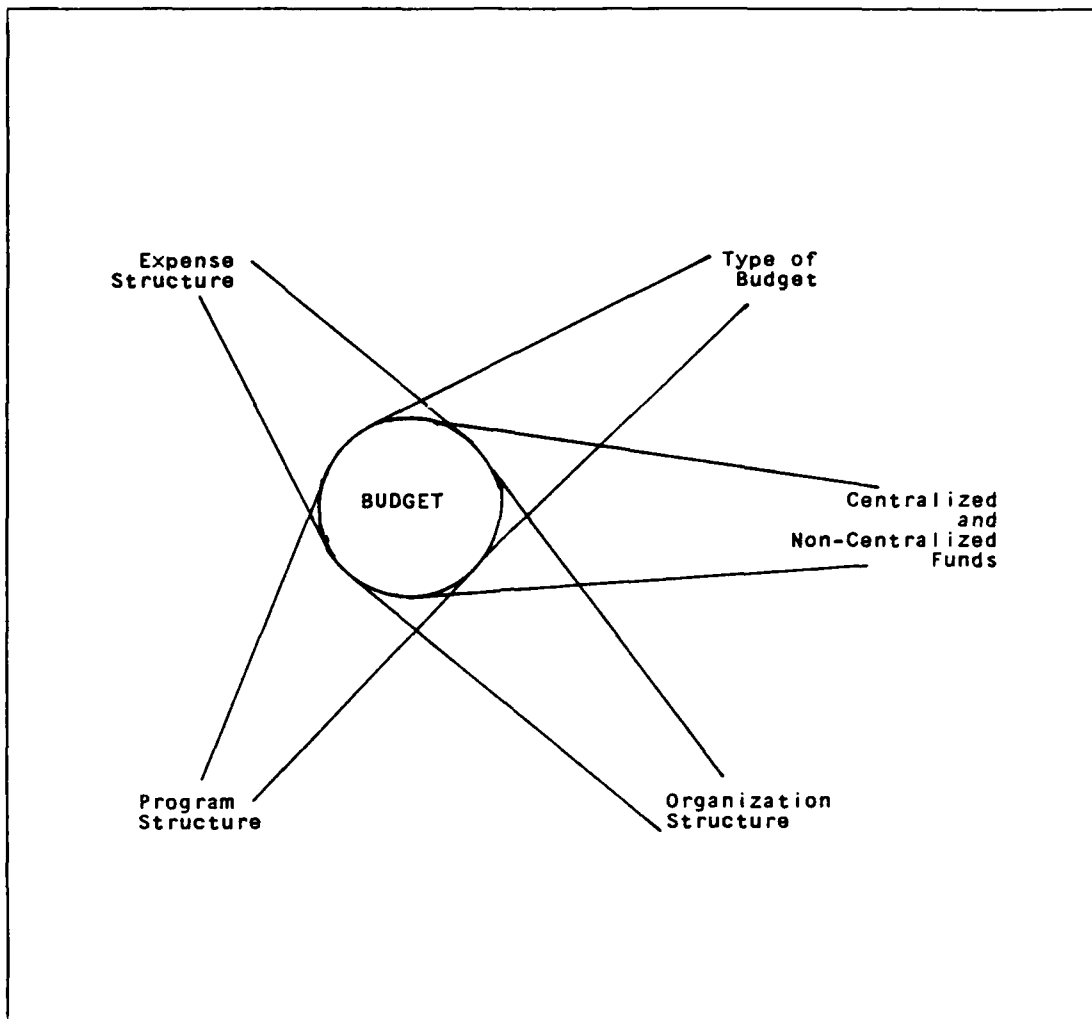 Expense
Structure
Type of
Budget
BUDGET
Centralized
and
Non-Centralized
Funds
Program
Structure
Organization
Structure